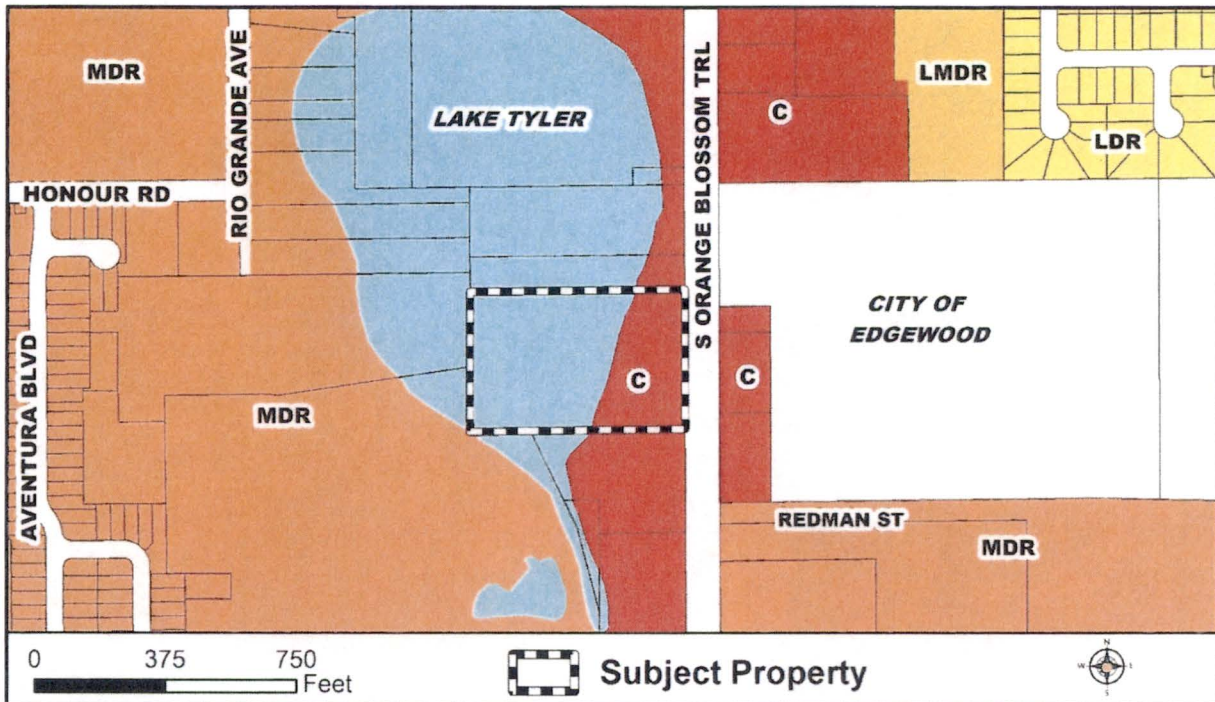 MDR
RIO GRANDE AVE
LAKE TYLER
S ORANGE BLOSSOM TRL
C
LMDR
LDR
HONOUR RD
AVENTURA BLVD
MDR
C
C
CITY OF
EDGEWOOD
REDMAN ST
MDR
0 375 750
Feet
Subject Property
N
W E
S